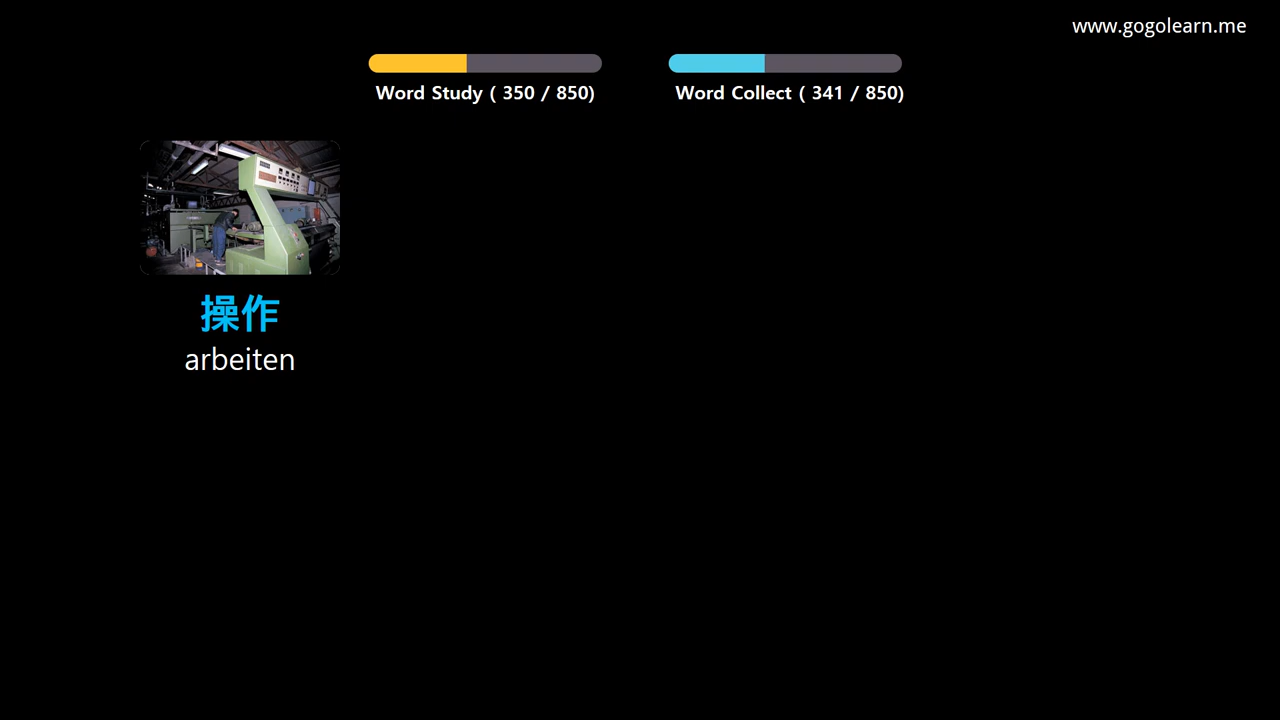 www.gogolearn.me
Word Study ( 350 / 850)
Word Collect ( 341 / 850)
操作
arbeiten